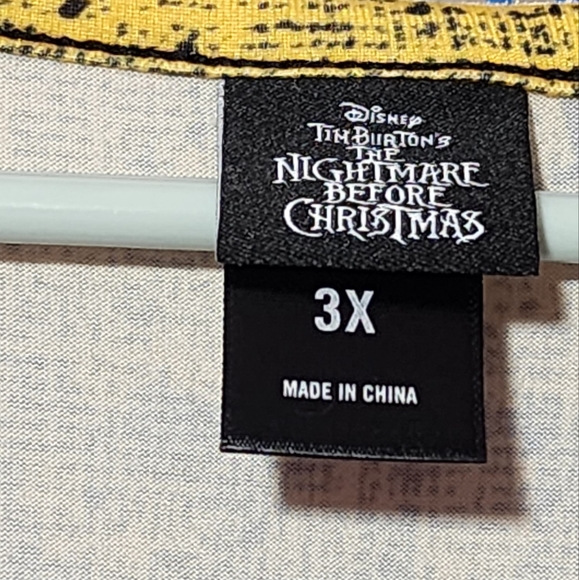 Disney
Tim Burton's
THE
NIGHTMARE
BEFORE
CHRISTMAS
3X
MADE IN CHINA